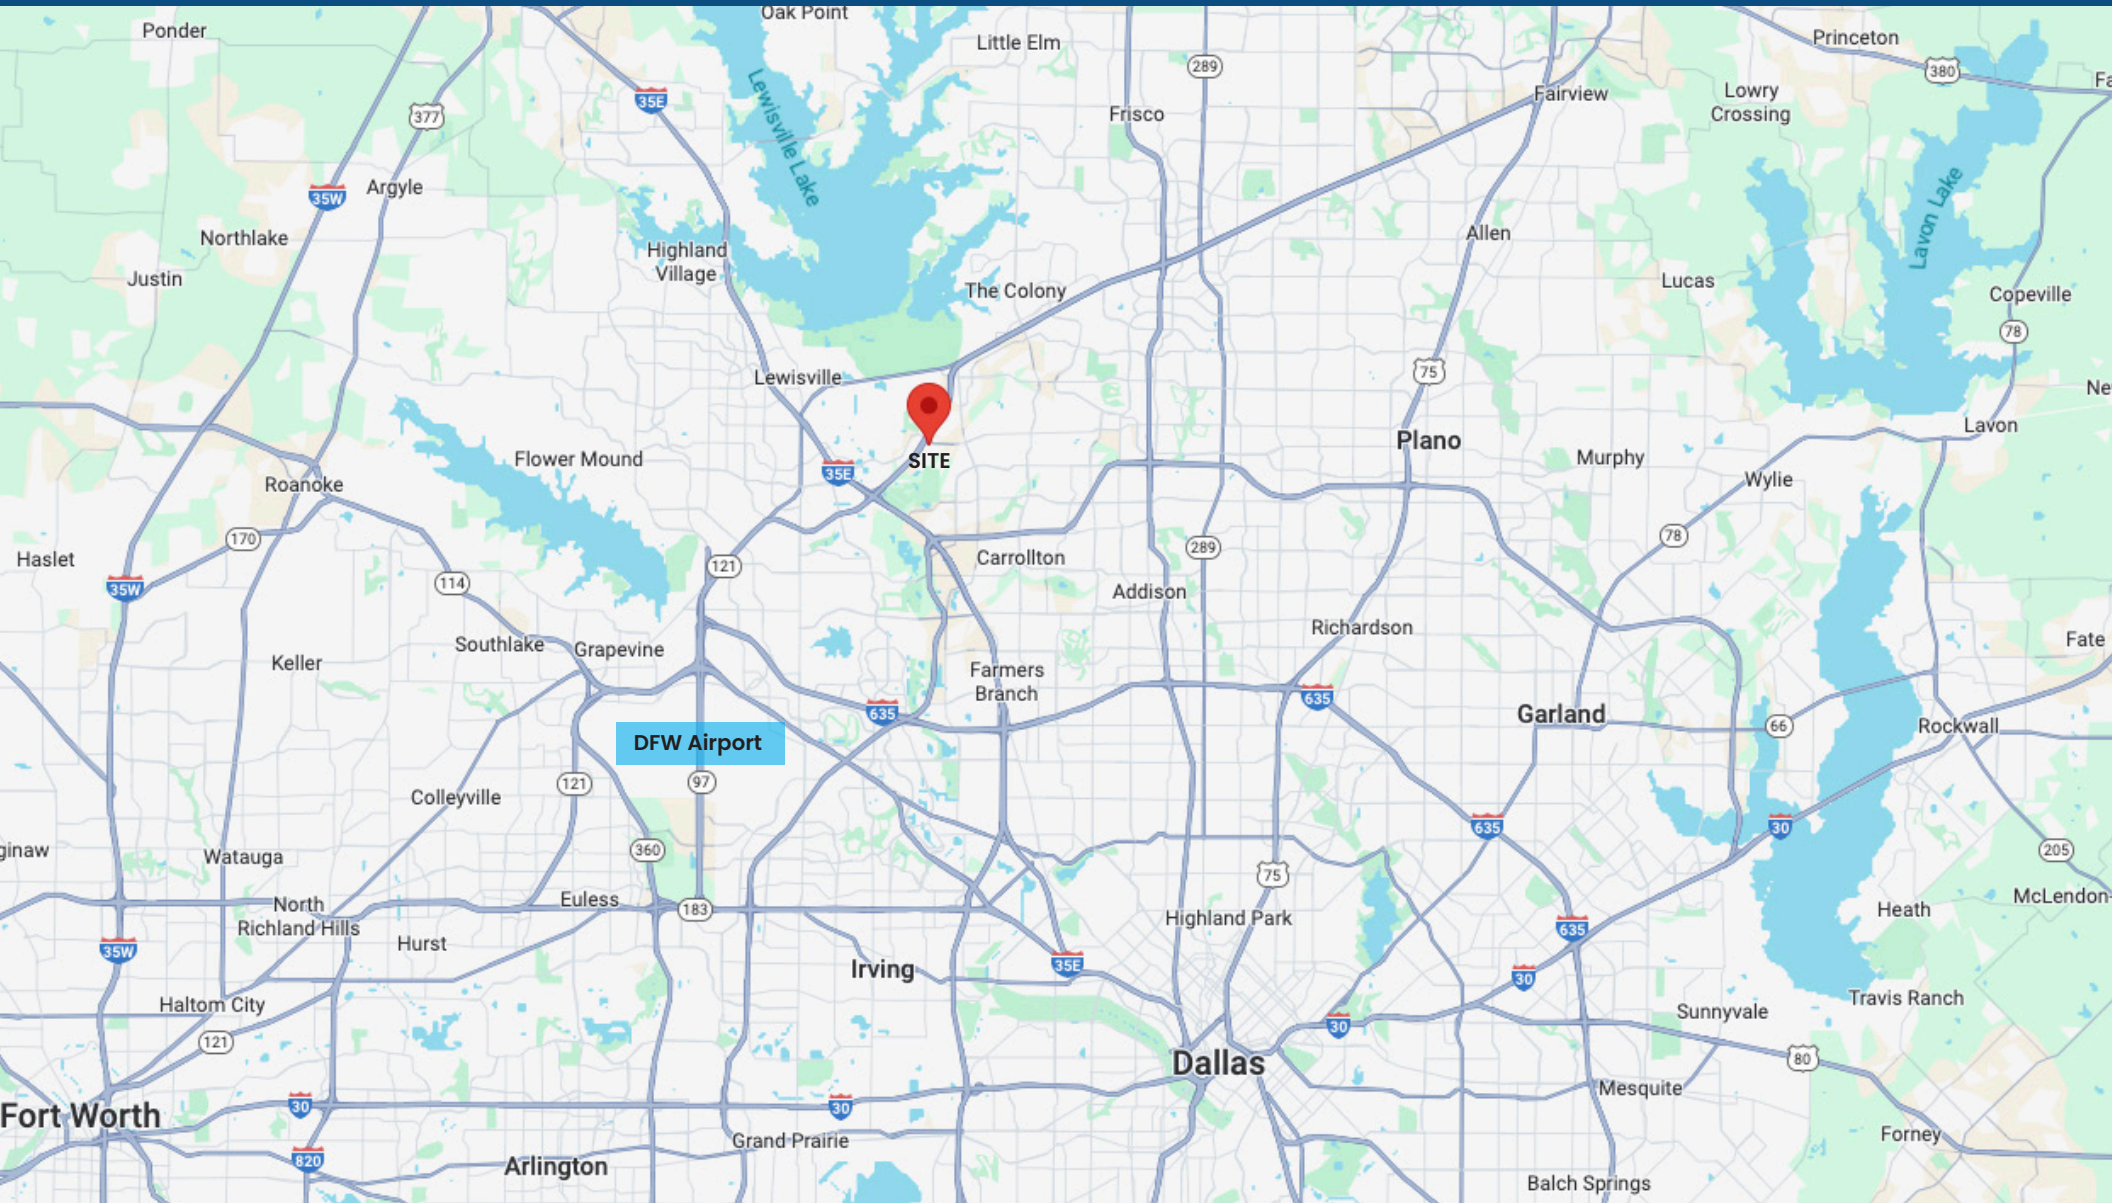 Oak Point
Ponder
Little Elm
Princeton
289
380
Fa
35E
Lewisville Lake
Fairview
Lowry
Crossing
377
Frisco
Argyle
35W
Lavon Lake
Northlake
Highland
Village
Allen
Justin
The Colony
Lucas
Copeville
78
Lewisville
75
Ne
Lavon
Plano
Flower Mound
SITE
Murphy
35E
Wylie
Roanoke
170
78
289
Haslet
Carrollton
121
114
35W
Addison
Richardson
Southlake
Grapevine
Fate
Keller
Farmers
Branch
635
635
Garland
66
Rockwall
DFW Airport
121
97
Colleyville
635
30
ginaw
Watauga
360
205
75
North
Richland Hills
Euless
183
Highland Park
Heath
McLendon-
635
Hurst
35W
Irving
35E
30
Haltom City
Travis Ranch
Sunnyvale
30
121
Dallas
80
Mesquite
Fort Worth
30
30
Grand Prairie
Forney
820
Arlington
Balch Springs